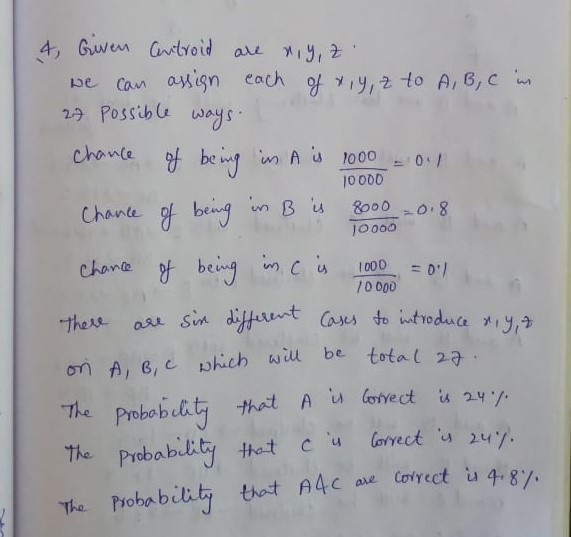 4, Given Centroid are x, y, z.
we can assign each of x, y, z to A, B, C in
27 possible ways.
Chance of being in A is 1000/10000 = 0.1
Chance of being in B is 8000/10000 = 0.8
Chance of being in C is 1000/10000 = 0.1
There are six different Cases to introduce x, y, z
on A, B, C which will be total 27.
The probability that A is Correct is 24%.
The probability that C is Correct is 24%.
The probability that A&C are correct is 4.8%.